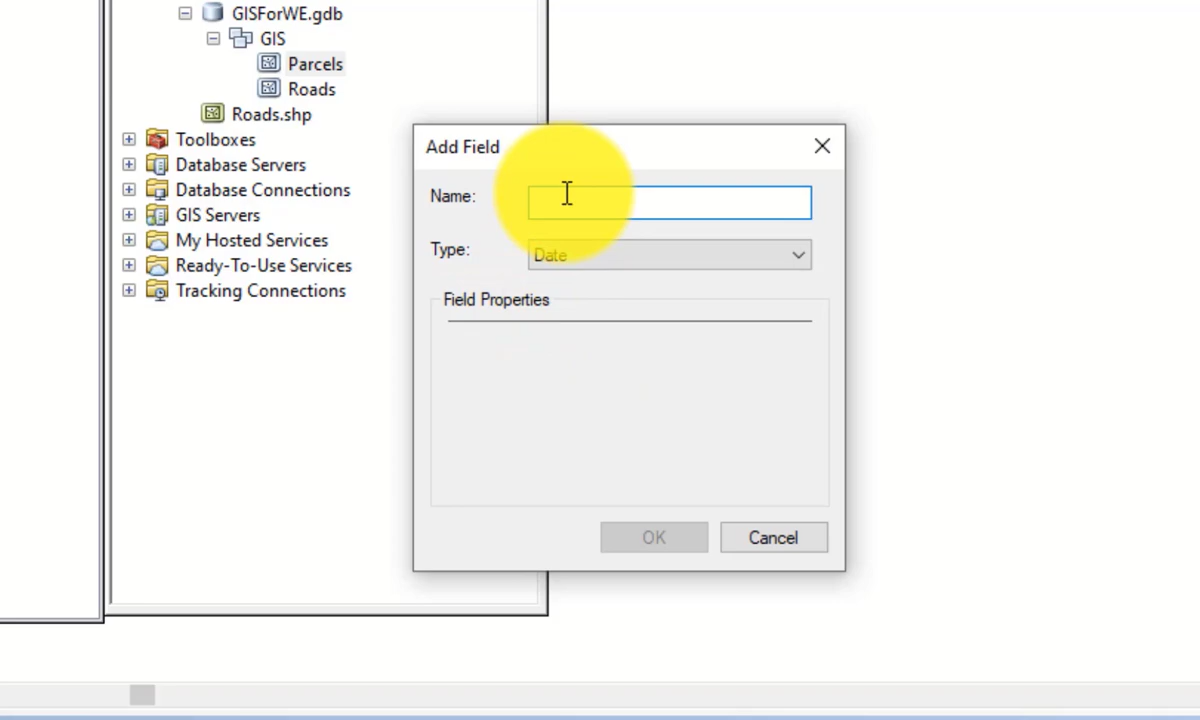 GISForWE.gdb
GIS
Parcels
Roads
Roads.shp
Toolboxes
Database Servers
Database Connections
GIS Servers
My Hosted Services
Ready-To-Use Services
Tracking Connections
Add Field
Name:
Type:
Date
Field Properties
OK
Cancel